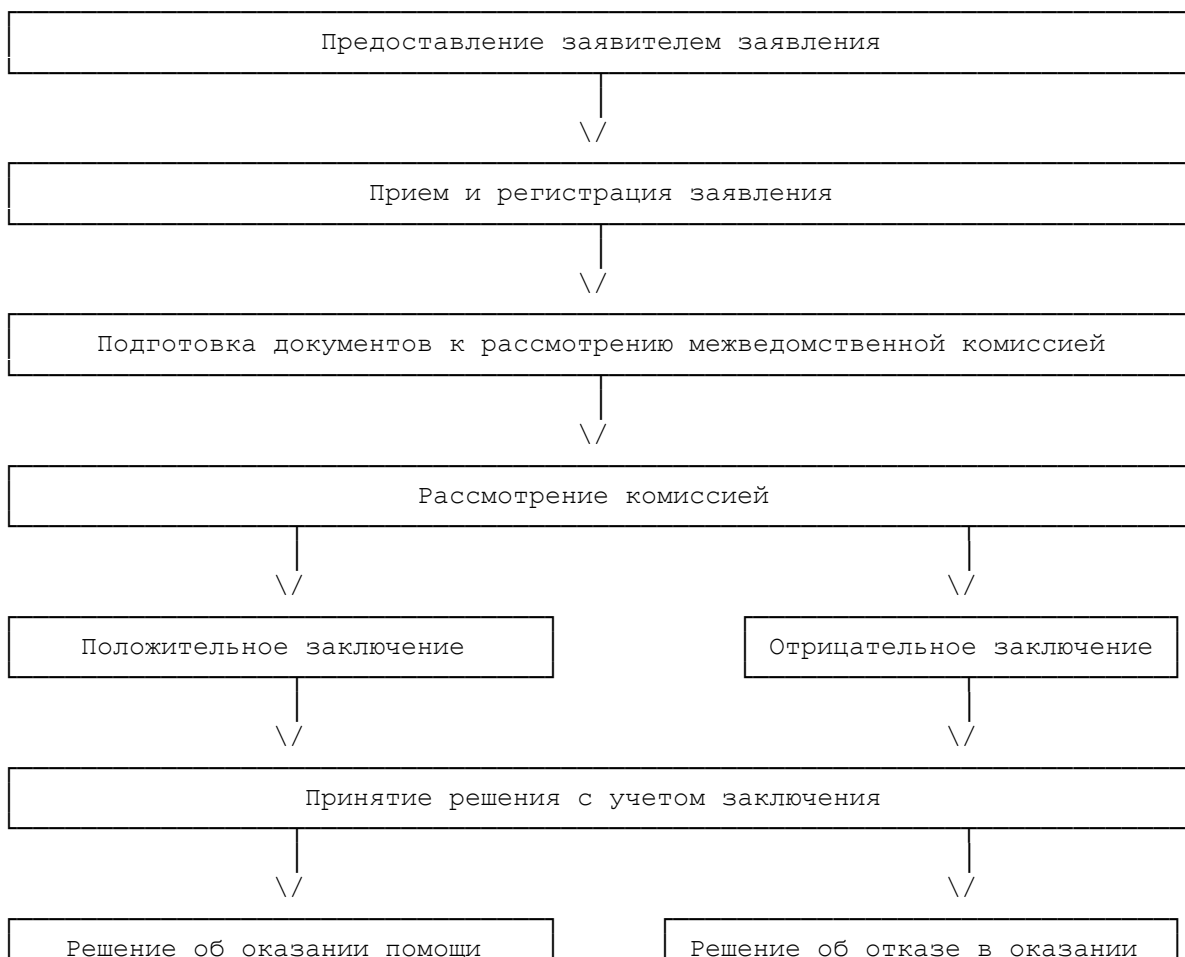 Предоставление заявителем заявления
\/
Прием и регистрация заявления
\/
Подготовка документов к рассмотрению межведомственной комиссией
\/
Рассмотрение комиссией
\/ \/
Положительное заключение Отрицательное заключение
\/ \/
Принятие решения с учетом заключения
\/ \/
Решение об оказании помощи Решение об отказе в оказании